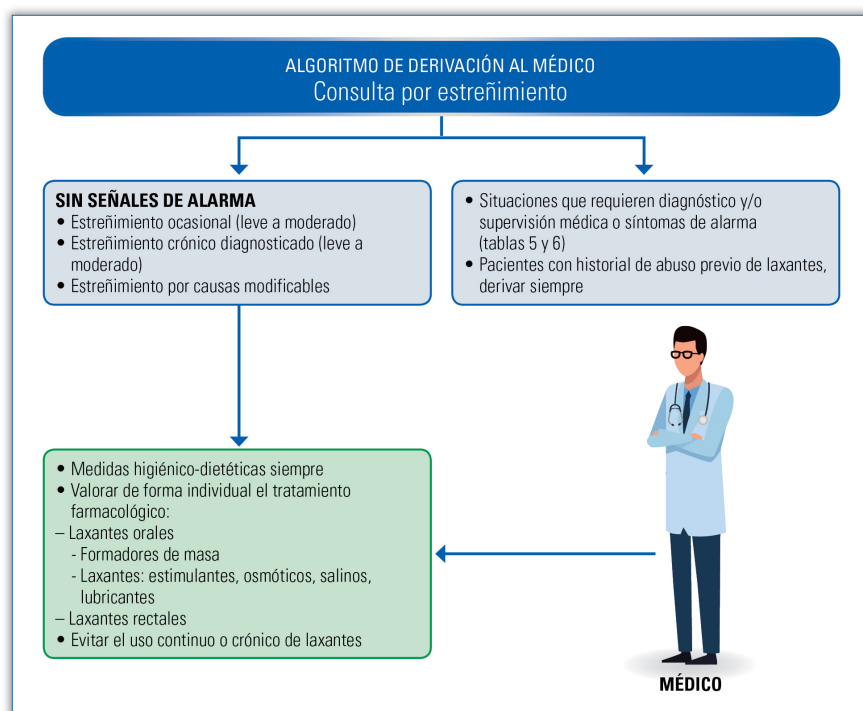 ALGORITMO DE DERIVACIÓN AL MÉDICO
Consulta por estreñimiento
SIN SEÑALES DE ALARMA
• Estreñimiento ocasional (leve a moderado)
• Estreñimiento crónico diagnosticado (leve a
moderado)
• Estreñimiento por causas modificables
• Situaciones que requieren diagnóstico y/o
supervisión médica o síntomas de alarma
(tablas 5 y 6)
• Pacientes con historial de abuso previo de laxantes,
derivar siempre
• Medidas higiénico-dietéticas siempre
• Valorar de forma individual el tratamiento
farmacológico:
– Laxantes orales
- Formadores de masa
- Laxantes: estimulantes, osmóticos, salinos,
lubricantes
– Laxantes rectales
• Evitar el uso continuo o crónico de laxantes
MÉDICO